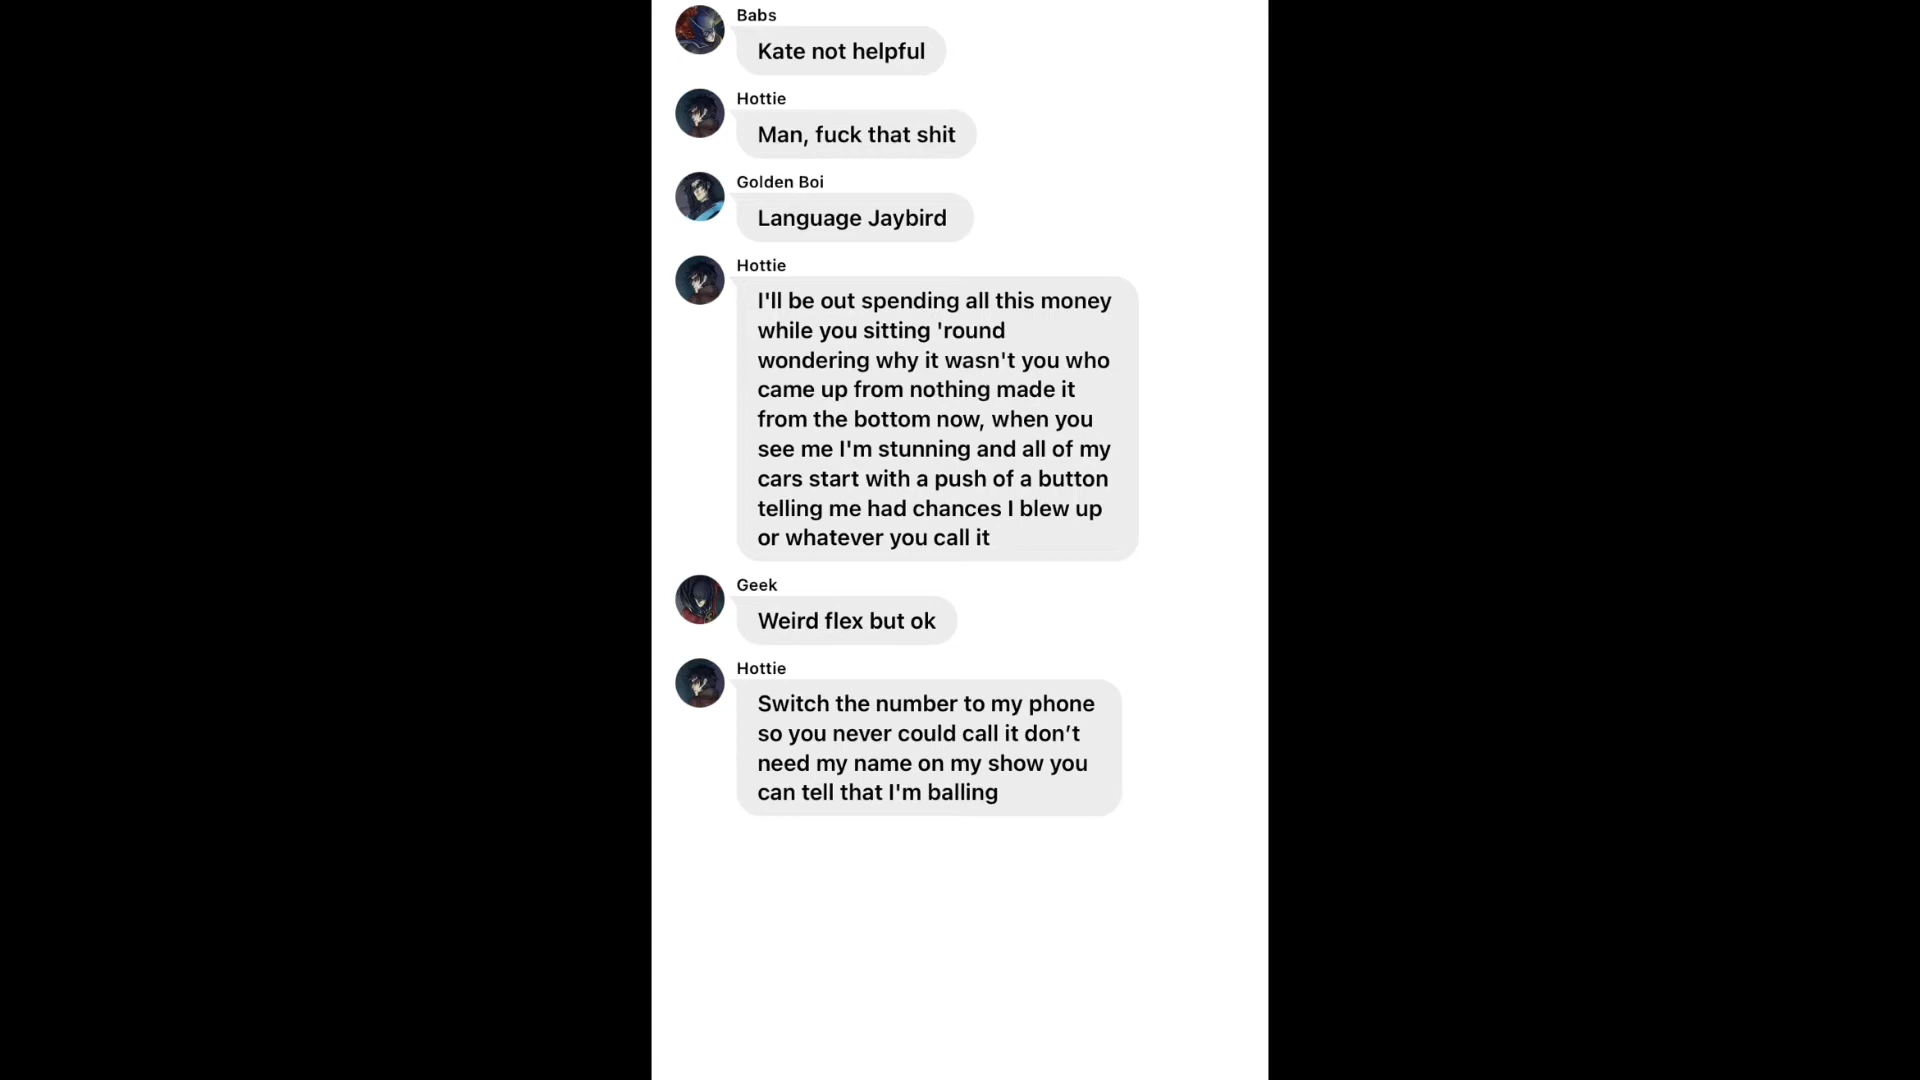 Babs
Kate not helpful
Hottie
Man, fuck that shit
Golden Boi
Language Jaybird
Hottie
I'll be out spending all this money
while you sitting 'round
wondering why it wasn't you who
came up from nothing made it
from the bottom now, when you
see me I'm stunning and all of my
cars start with a push of a button
telling me had chances I blew up
or whatever you call it
Geek
Weird flex but ok
Hottie
Switch the number to my phone
so you never could call it don’t
need my name on my show you
can tell that I'm balling